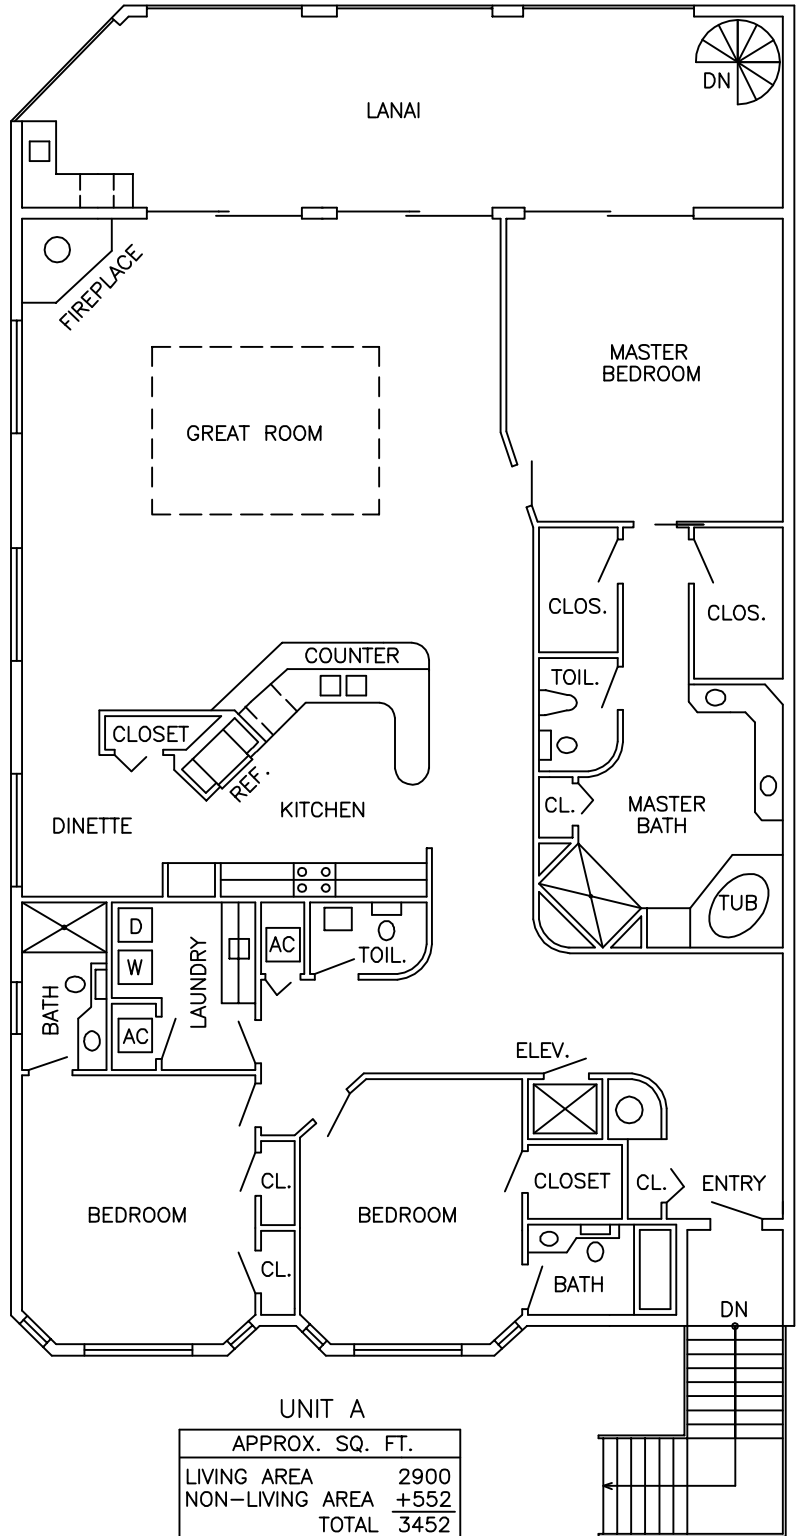 DN
LANAI
FIREPLACE
MASTER
BEDROOM
GREAT ROOM
CLOS.
CLOS.
COUNTER
TOIL.
CLOSET
REF.
KITCHEN
DINETTE
CL.
MASTER
BATH
TUB
D
W
LAUNDRY
AC
TOIL.
BATH
AC
ELEV.
CL.
CLOSET
CL.
ENTRY
BEDROOM
BEDROOM
CL.
BATH
DN
UNIT A
APPROX. SQ. FT.
LIVING AREA 2900
NON-LIVING AREA +552
TOTAL 3452